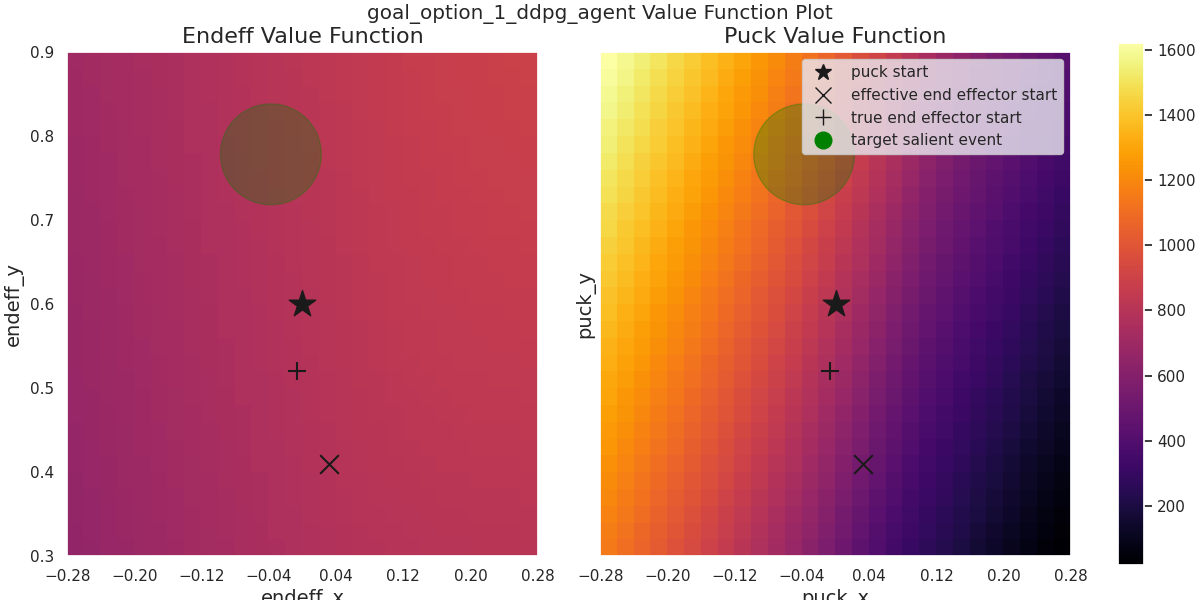 goal_option_1_ddpg_agent Value Function Plot
Endeff Value Function
Puck Value Function
0.9
0.8
0.7
0.6
0.5
0.4
0.3
endeff_y
−0.28 −0.20 −0.12 −0.04 0.04 0.12 0.20 0.28
endeff_x
puck_y
puck start
effective end effector start
true end effector start
target salient event
−0.28 −0.20 −0.12 −0.04 0.04 0.12 0.20 0.28
puck_x
1600
1400
1200
1000
800
600
400
200